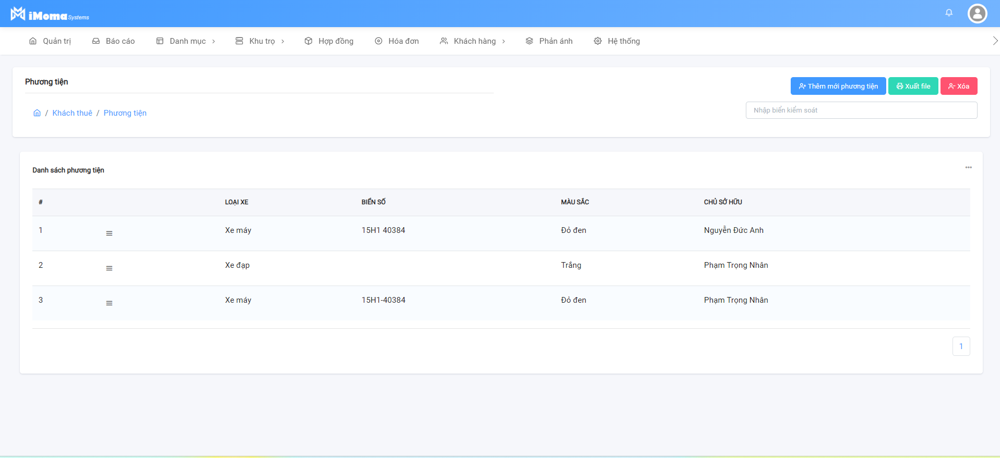 iMoma Systems
Quản trị Báo cáo Danh mục Khu trọ Hợp đồng Hóa đơn Khách hàng Phản ánh Hệ thống
Phương tiện
Thêm mới phương tiện Xuất file Xóa
/ Khách thuê / Phương tiện
Nhập biển kiểm soát
Danh sách phương tiện
# LOẠI XE BIỂN SỐ MÀU SẮC CHỦ SỞ HỮU
1 Xe máy 15H1 40384 Đỏ đen Nguyễn Đức Anh
2 Xe đạp Trắng Phạm Trọng Nhân
3 Xe máy 15H1-40384 Đỏ đen Phạm Trọng Nhân
1